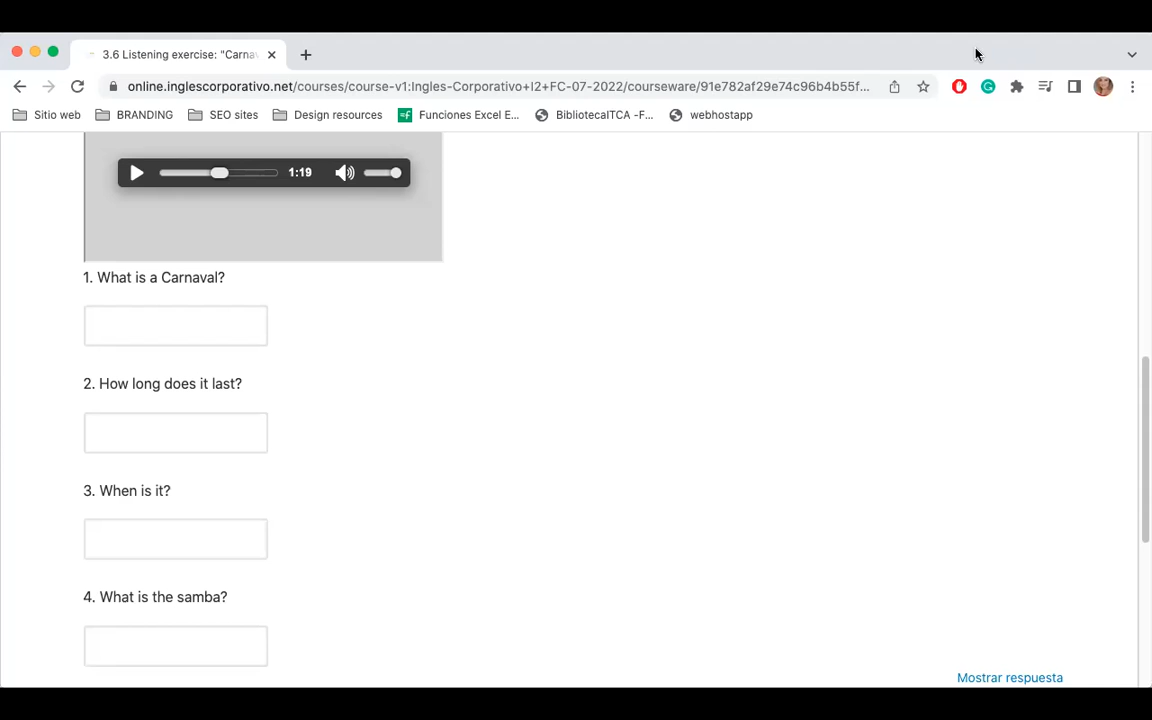 3.6 Listening exercise: "Carna
online.inglescorporativo.net/courses/course-v1:Ingles-Corporativo+I2+FC-07-2022/courseware/91e782af29e74c96b4b55f...
Sitio web BRANDING SEO sites Design resources Funciones Excel E... BibliotecaITCA -F... webhostapp
1:19
1. What is a Carnaval?
2. How long does it last?
3. When is it?
4. What is the samba?
Mostrar respuesta